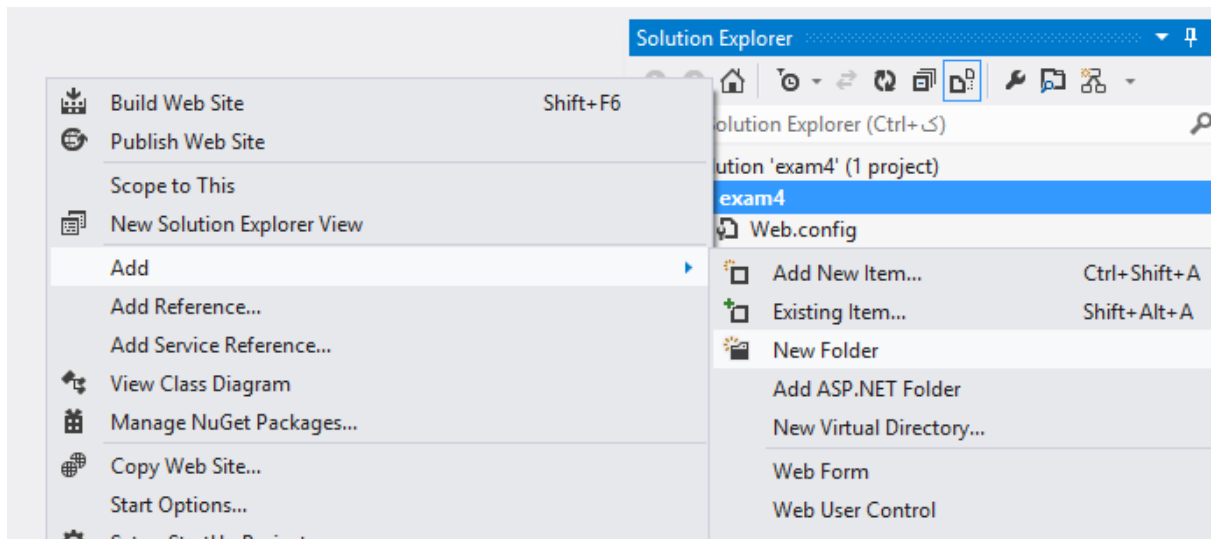 Solution Explorer
Build Web Site Shift+F6
Publish Web Site
olution Explorer (Ctrl+ک)
ution 'exam4' (1 project)
Scope to This
exam4
New Solution Explorer View
Web.config
Add
Add New Item... Ctrl+Shift+A
Add Reference...
Existing Item... Shift+Alt+A
Add Service Reference...
New Folder
View Class Diagram
Add ASP.NET Folder
Manage NuGet Packages...
New Virtual Directory...
Copy Web Site...
Web Form
Start Options...
Web User Control